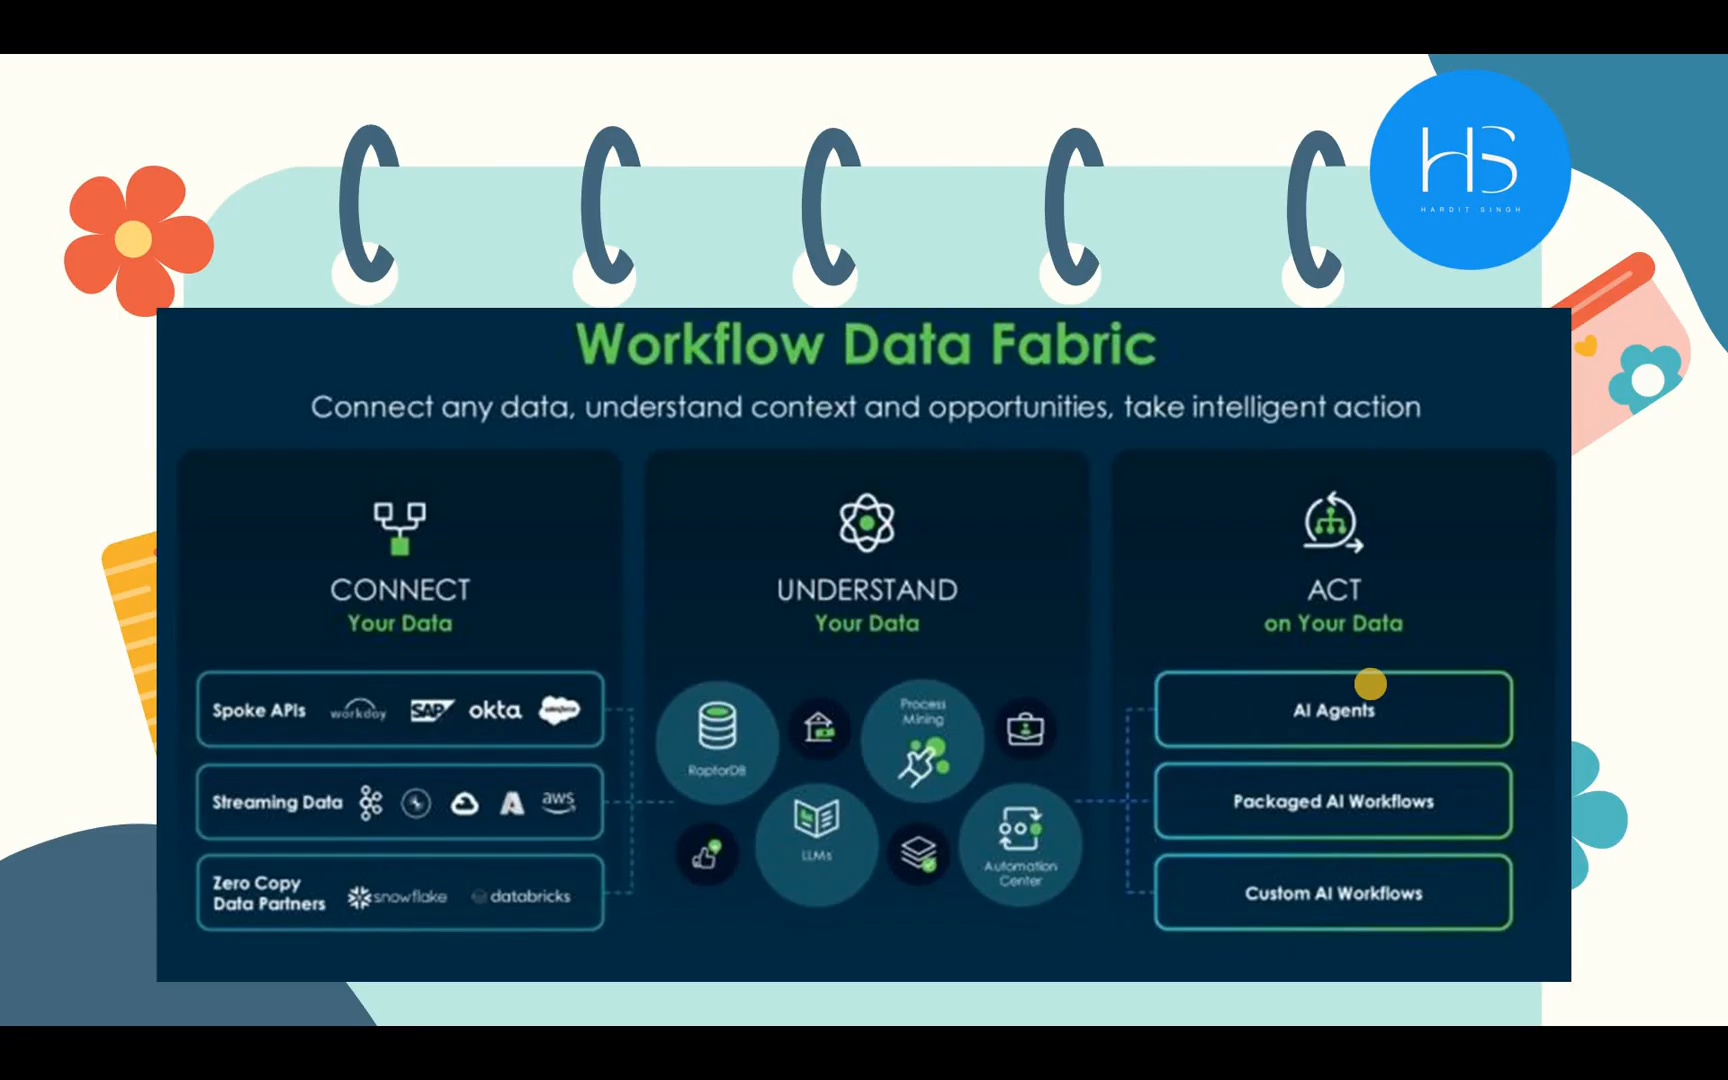 HS
HARDIT SINGH
Workflow Data Fabric
Connect any data, understand context and opportunities, take intelligent action
CONNECT
Your Data
Spoke APIs workday SAP okta salesforce
Streaming Data aws
Zero Copy
Data Partners snowflake databricks
UNDERSTAND
Your Data
RaptorDB
Process
Mining
LLMs
Automation
Center
ACT
on Your Data
AI Agents
Packaged AI Workflows
Custom AI Workflows